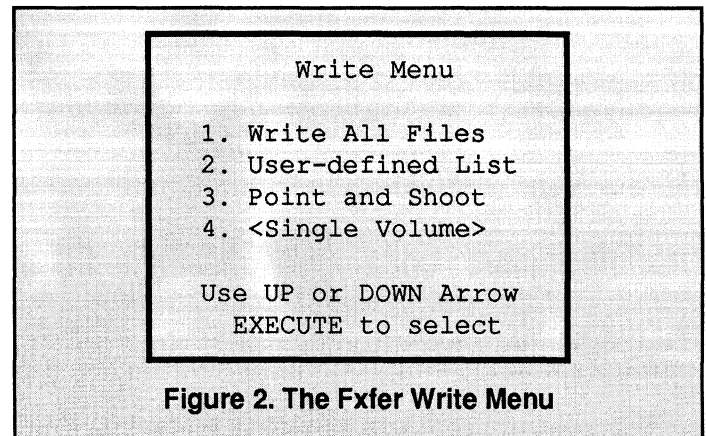 Write Menu
1. Write All Files
2. User-defined List
3. Point and Shoot
4. <Single Volume>
Use UP or DOWN Arrow
EXECUTE to select
Figure 2. The Fxfer Write Menu